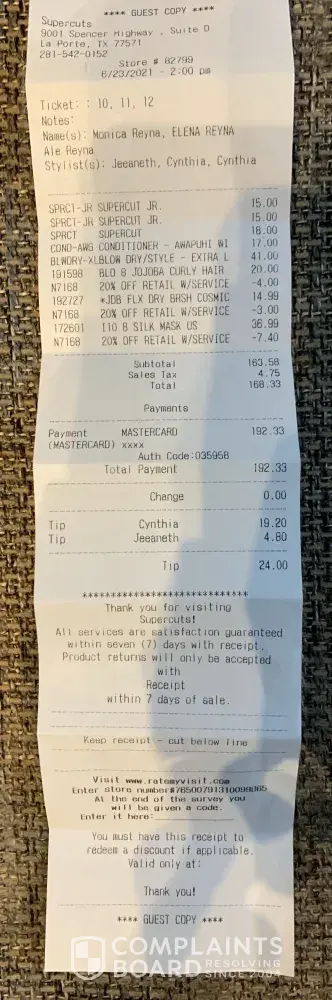 **** GUEST COPY ****
Supercuts
9001 Spencer Highway , Suite D
La Porte, TX 77571
281-542-0152
Store # 82799
6/23/2021 - 2:00 pm
Ticket: : 10, 11, 12
Notes:
Name(s): Monica Reyna, ELENA REYNA
Ale Reyna
Stylist(s): Jeeaneth, Cynthia, Cynthia
SPRCT-JR SUPERCUT JR. 15.00
SPRCT-JR SUPERCUT JR. 15.00
SPRCT SUPERCUT 18.00
COND-AWG CONDITIONER - AWAPUHI WI 17.00
BLWDRY-XLBLOW DRY/STYLE - EXTRA L 41.00
191598 BLO 8 JOJOBA CURLY HAIR 20.00
N7168 20% OFF RETAIL W/SERVICE -4.00
192727 *JDB FLX DRY BRSH COSMIC 14.99
N7168 20% OFF RETAIL W/SERVICE -3.00
172601 110 8 SILK MASK US 36.99
N7168 20% OFF RETAIL W/SERVICE -7.40
Subtotal 163.58
Sales Tax 4.75
Total 168.33
Payments
Payment MASTERCARD 192.33
(MASTERCARD) xxxx
Auth Code:035958
Total Payment 192.33
Change 0.00
Tip Cynthia 19.20
Tip Jeeaneth 4.80
Tip 24.00
******************************
Thank you for visiting
Supercuts!
All services are satisfaction guaranteed
within seven (7) days with receipt.
Product returns will only be accepted
with
Receipt
within 7 days of sale.
Keep receipt - cut below line
Visit www.ratemyvisit.com
Enter store number#76500791310099065
At the end of the survey you
will be given a code.
Enter it here:
You must have this receipt to
redeem a discount if applicable.
Valid only at:
Thank you!
**** GUEST COPY ****
COMPLAINTS
BOARD RESOLVING
SINCE 2004